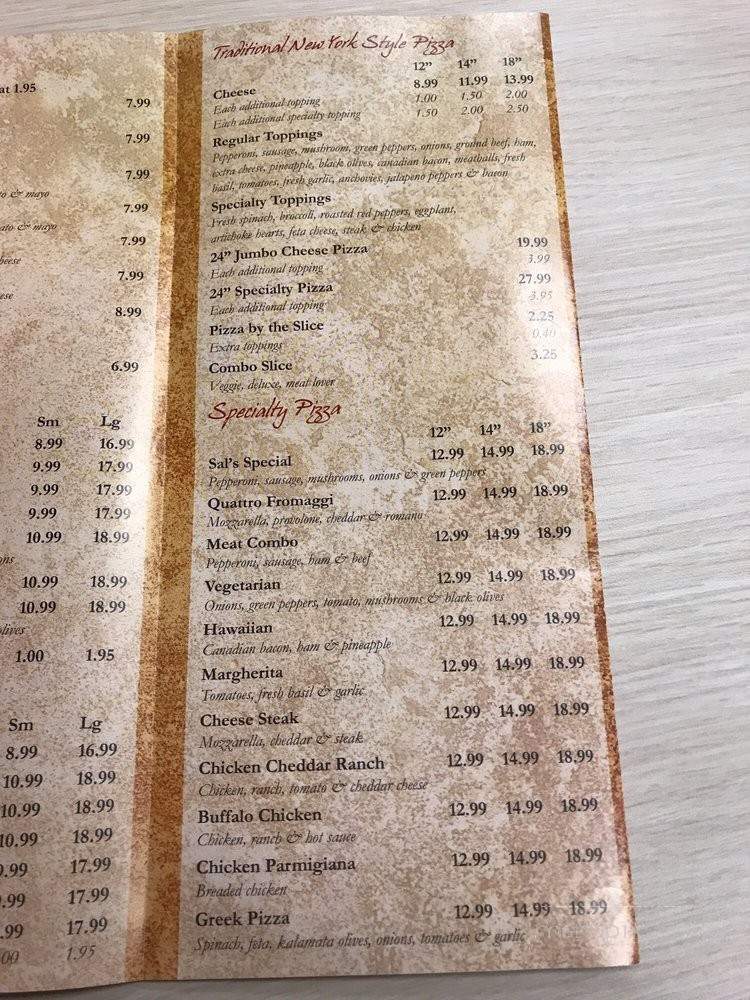 at 1.95
7.99
7.99
7.99
to & mayo
7.99
ato & mayo
7.99
heese
7.99
ese
8.99
6.99
Sm Lg
8.99 16.99
9.99 17.99
9.99 17.99
9.99 17.99
10.99 18.99
ons
10.99 18.99
10.99 18.99
olives
1.00 1.95
Sm Lg
8.99 16.99
10.99 18.99
10.99 18.99
10.99 18.99
9.99 17.99
.99 17.99
.99 17.99
00 1.95
Traditional New York Style Pizza
12" 14" 18"
Cheese 8.99 11.99 13.99
Each additional topping 1.00 1.50 2.00
Each additional specialty topping 1.50 2.00 2.50
Regular Toppings
Pepperoni, sausage, mushroom, green peppers, onions, ground beef, ham,
extra cheese, pineapple, black olives, canadian bacon, meatballs, fresh
basil, tomatoes, fresh garlic, anchovies, jalapeno peppers & bacon
Specialty Toppings
Fresh spinach, broccoli, roasted red peppers, eggplant,
artichoke hearts, feta cheese, steak & chicken
24" Jumbo Cheese Pizza 19.99
Each additional topping 3.99
24" Specialty Pizza 27.99
Each additional topping 3.95
Pizza by the Slice 2.25
Extra toppings 0.40
Combo Slice 3.25
Veggie, deluxe, meat lover
Specialty Pizza
12" 14" 18"
Sal's Special 12.99 14.99 18.99
Pepperoni, sausage, mushrooms, onions & green peppers
Quattro Fromaggi 12.99 14.99 18.99
Mozzarella, provolone, cheddar & romano
Meat Combo 12.99 14.99 18.99
Pepperoni, sausage, ham & beef
Vegetarian 12.99 14.99 18.99
Onions, green peppers, tomato, mushrooms & black olives
Hawaiian 12.99 14.99 18.99
Canadian bacon, ham & pineapple
Margherita 12.99 14.99 18.99
Tomatoes, fresh basil & garlic
Cheese Steak 12.99 14.99 18.99
Mozzarella, cheddar & steak
Chicken Cheddar Ranch 12.99 14.99 18.99
Chicken, ranch, tomato & cheddar cheese
Buffalo Chicken 12.99 14.99 18.99
Chicken, ranch & hot sauce
Chicken Parmigiana 12.99 14.99 18.99
Breaded chicken
Greek Pizza 12.99 14.99 18.99
Spinach, feta, kalamata olives, onions, tomatoes & garlic